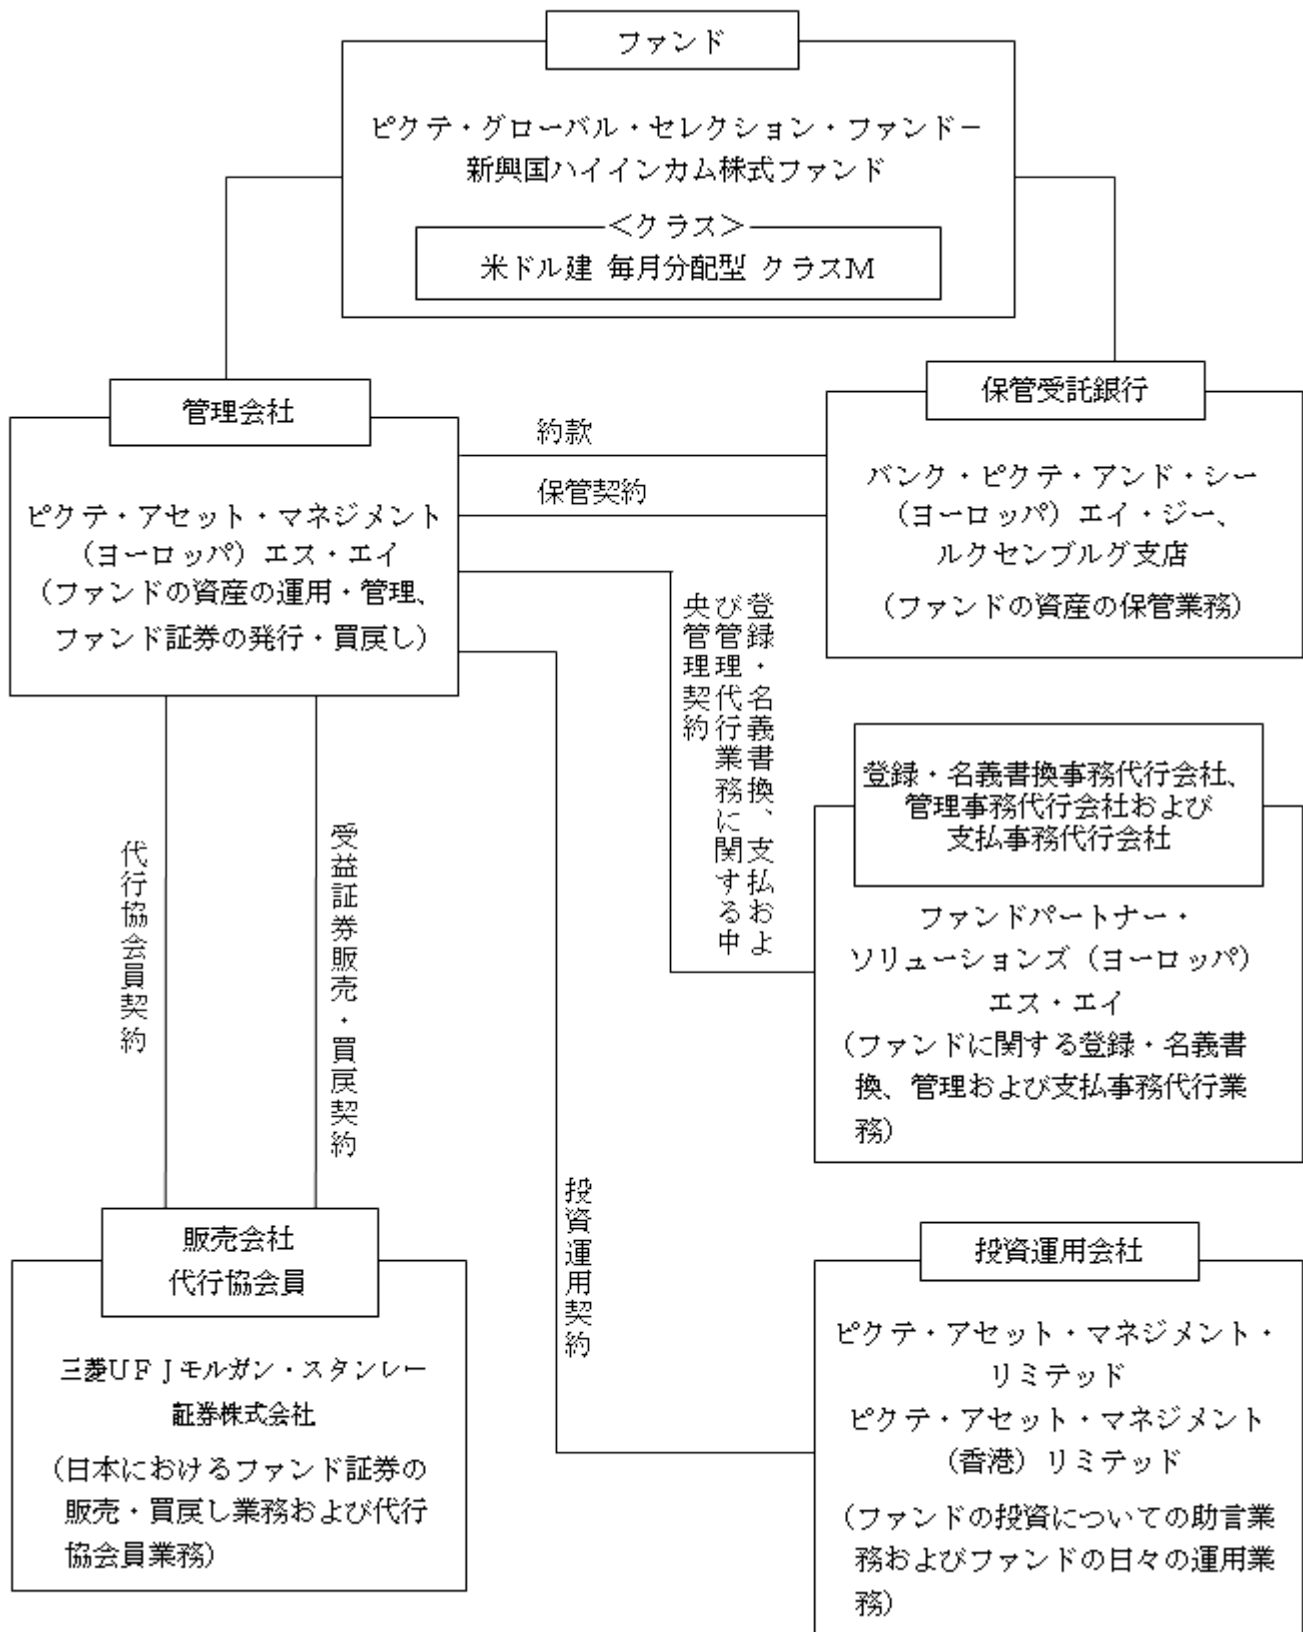 ファンド
ピクテ・グローバル・セレクション・ファンド－
新興国ハイインカム株式ファンド
＜クラス＞
米ドル建 毎月分配型 クラスM
管理会社
ピクテ・アセット・マネジメント
（ヨーロッパ）エス・エイ
（ファンドの資産の運用・管理、
ファンド証券の発行・買戻し）
約款
保管契約
保管受託銀行
バンク・ピクテ・アンド・シー
（ヨーロッパ）エイ・ジー、
ルクセンブルグ支店
（ファンドの資産の保管業務）
登録・名義書換、支払およ
び管理代行業務に関する中
央管理契約
登録・名義書換事務代行会社、
管理事務代行会社および
支払事務代行会社
ファンドパートナー・
ソリューションズ（ヨーロッパ）
エス・エイ
（ファンドに関する登録・名義書
換、管理および支払事務代行業
務）
代行協会員契約
受益証券販売・買戻契約
投資運用契約
販売会社
代行協会員
三菱ＵＦＪモルガン・スタンレー
証券株式会社
（日本におけるファンド証券の
販売・買戻し業務および代行
協会員業務）
投資運用会社
ピクテ・アセット・マネジメント・
リミテッド
ピクテ・アセット・マネジメント
（香港）リミテッド
（ファンドの投資についての助言業
務およびファンドの日々の運用業
務）